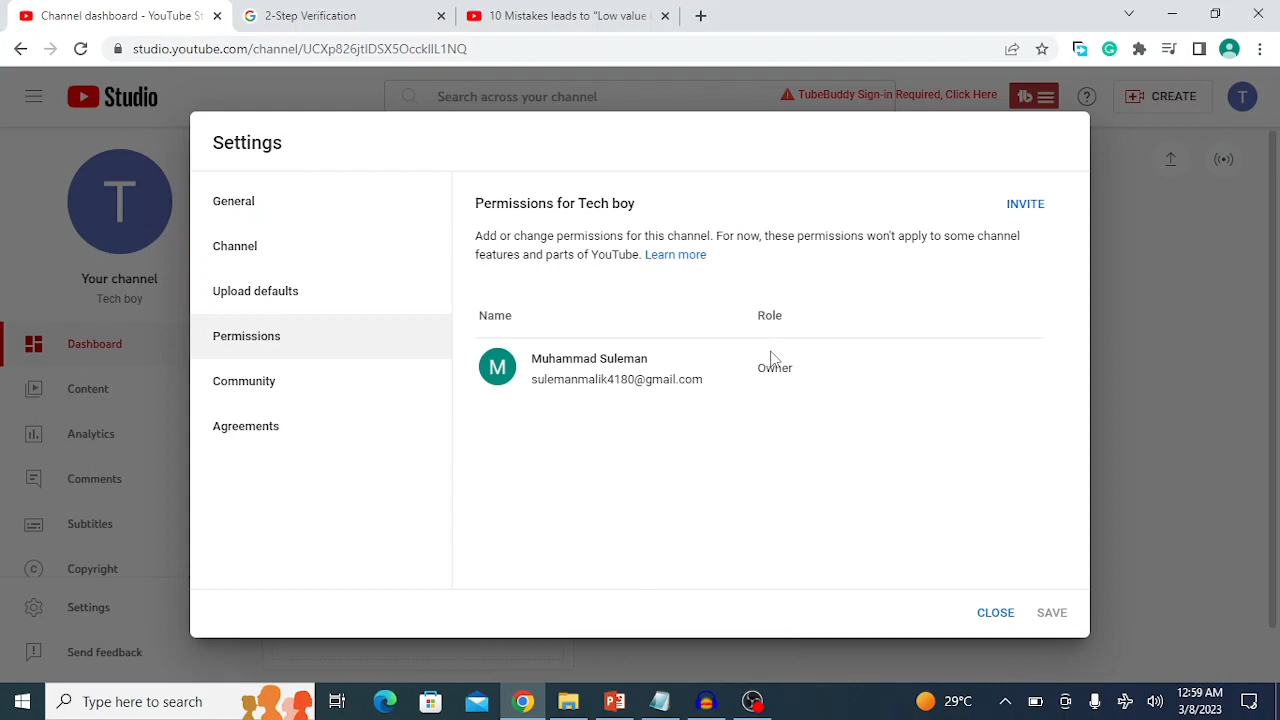 Channel dashboard - YouTube St
2-Step Verification
10 Mistakes leads to "Low value
studio.youtube.com/channel/UCXp826jtIDSX5OcckIlL1NQ
Studio
Search across your channel
TubeBuddy Sign-in Required, Click Here
CREATE
T
Settings
T
Your channel
Tech boy
Dashboard
Content
Analytics
Comments
Subtitles
Copyright
Settings
Send feedback
General
Channel
Upload defaults
Permissions
Community
Agreements
Permissions for Tech boy
INVITE
Add or change permissions for this channel. For now, these permissions won't apply to some channel
features and parts of YouTube. Learn more
Name
Role
M
Muhammad Suleman
sulemanmalik4180@gmail.com
Owner
CLOSE
SAVE
Type here to search
29°C
12:59 AM
3/8/2023